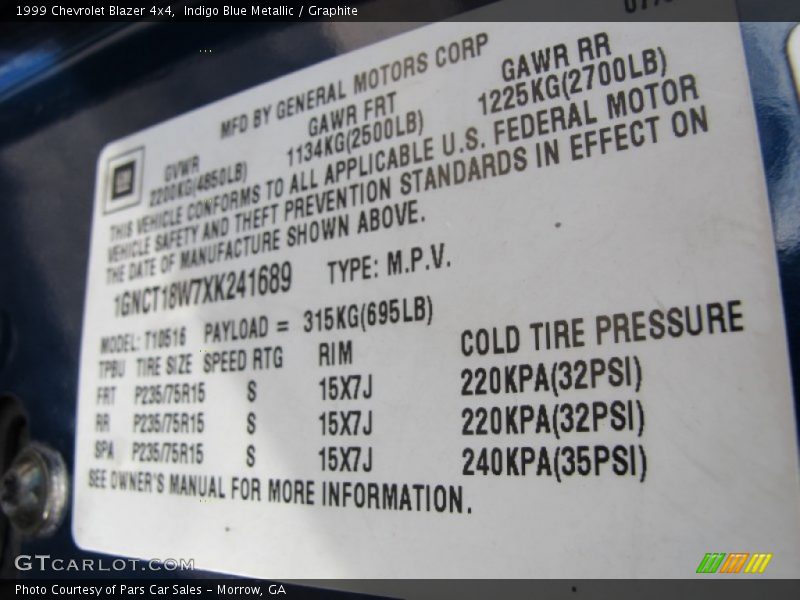 1999 Chevrolet Blazer 4x4, Indigo Blue Metallic / Graphite
MFD BY GENERAL MOTORS CORP
GVWR GAWR FRT GAWR RR
2200KG(4850LB) 1134KG(2500LB) 1225KG(2700LB)
THIS VEHICLE CONFORMS TO ALL APPLICABLE U.S. FEDERAL MOTOR
VEHICLE SAFETY AND THEFT PREVENTION STANDARDS IN EFFECT ON
THE DATE OF MANUFACTURE SHOWN ABOVE.
1GNCT18W7XK241689 TYPE: M.P.V.
MODEL: T10516 PAYLOAD = 315KG(695LB)
TPBU TIRE SIZE SPEED RTG RIM COLD TIRE PRESSURE
FRT P235/75R15 S 15X7J 220KPA(32PSI)
RR P235/75R15 S 15X7J 220KPA(32PSI)
SPA P235/75R15 S 15X7J 240KPA(35PSI)
SEE OWNER'S MANUAL FOR MORE INFORMATION.
GTCARLOT.COM
Photo Courtesy of Pars Car Sales - Morrow, GA